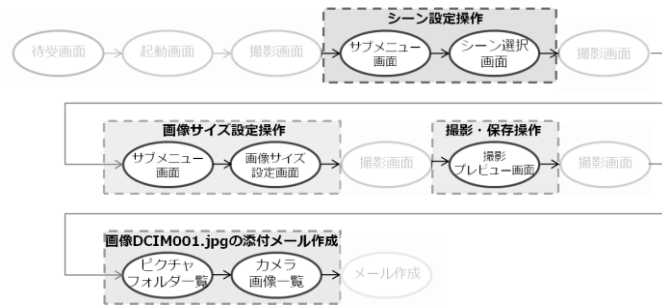 シーン設定操作
待受画面
起動画面
撮影画面
サブメニュー
画面
シーン選択
画面
撮影画面
画像サイズ設定操作
撮影・保存操作
サブメニュー
画面
画像サイズ
設定画面
撮影画面
撮影
プレビュー画面
撮影画面
画像DCIM001.jpgの添付メール作成
ピクチャ
フォルダ一覧
カメラ
画像一覧
メール作成